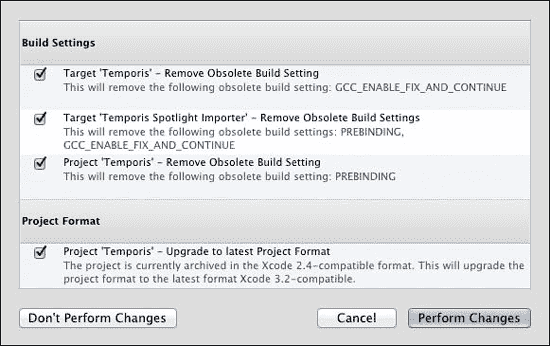 Build Settings
Target 'Temporis' – Remove Obsolete Build Setting
This will remove the following obsolete build setting: GCC_ENABLE_FIX_AND_CONTINUE
Target 'Temporis Spotlight Importer' – Remove Obsolete Build Settings
This will remove the following obsolete build settings: PREBINDING,
GCC_ENABLE_FIX_AND_CONTINUE
Project 'Temporis' – Remove Obsolete Build Setting
This will remove the following obsolete build setting: PREBINDING
Project Format
Project 'Temporis' – Upgrade to latest Project Format
The project is currently archived in the Xcode 2.4-compatible format. This will upgrade the
project format to the latest format Xcode 3.2-compatible.
Don't Perform Changes
Cancel
Perform Changes